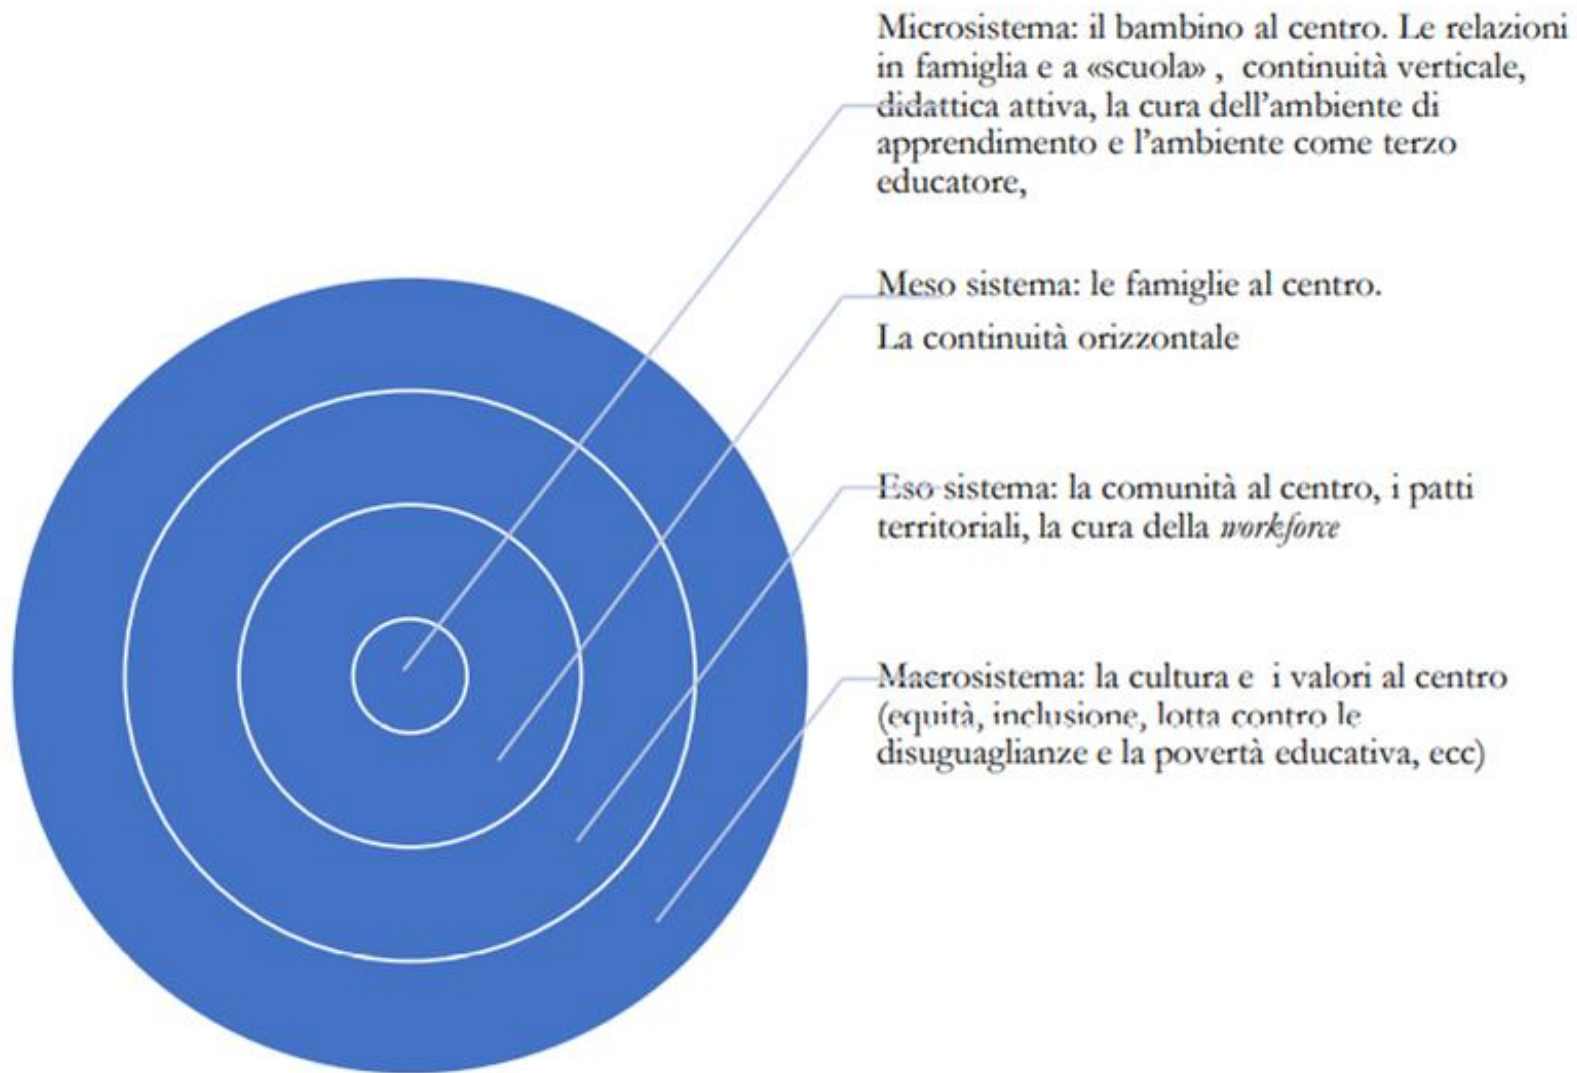 Microsistema: il bambino al centro. Le relazioni
in famiglia e a «scuola» , continuità verticale,
didattica attiva, la cura dell'ambiente di
apprendimento e l'ambiente come terzo
educatore,
Meso sistema: le famiglie al centro.
La continuità orizzontale
Eso sistema: la comunità al centro, i patti
territoriali, la cura della workforce
Macrosistema: la cultura e i valori al centro
(equità, inclusione, lotta contro le
disuguaglianze e la povertà educativa, ecc)